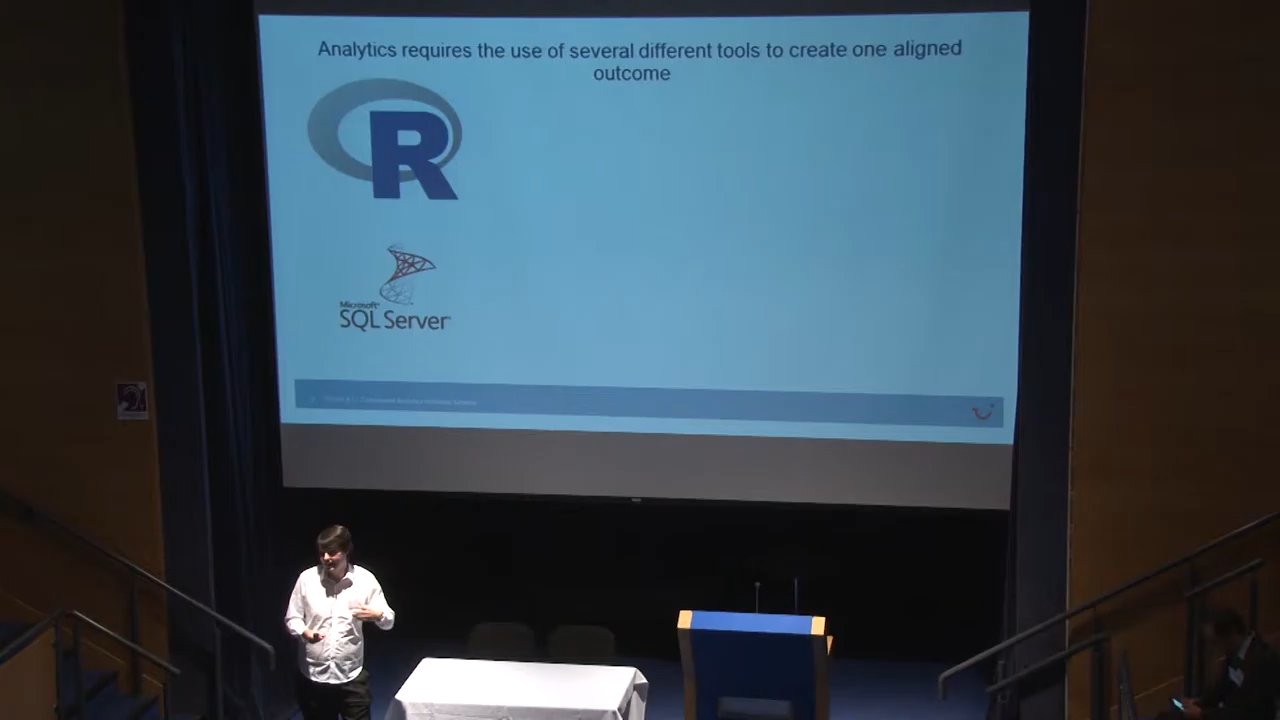 Analytics requires the use of several different tools to create one aligned
outcome
R
Microsoft
SQL Server